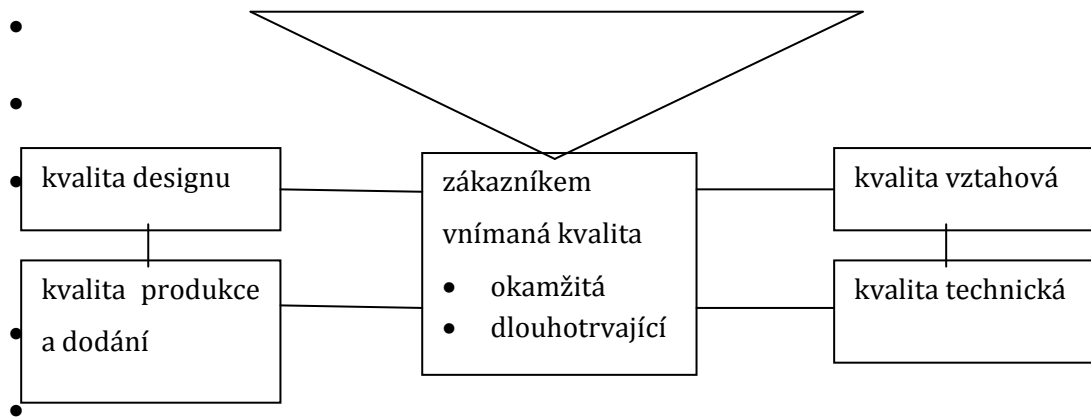 kvalita designu
kvalita produkce
a dodání
zákazníkem
vnímaná kvalita
• okamžitá
• dlouhotrvající
kvalita vztahová
kvalita technická